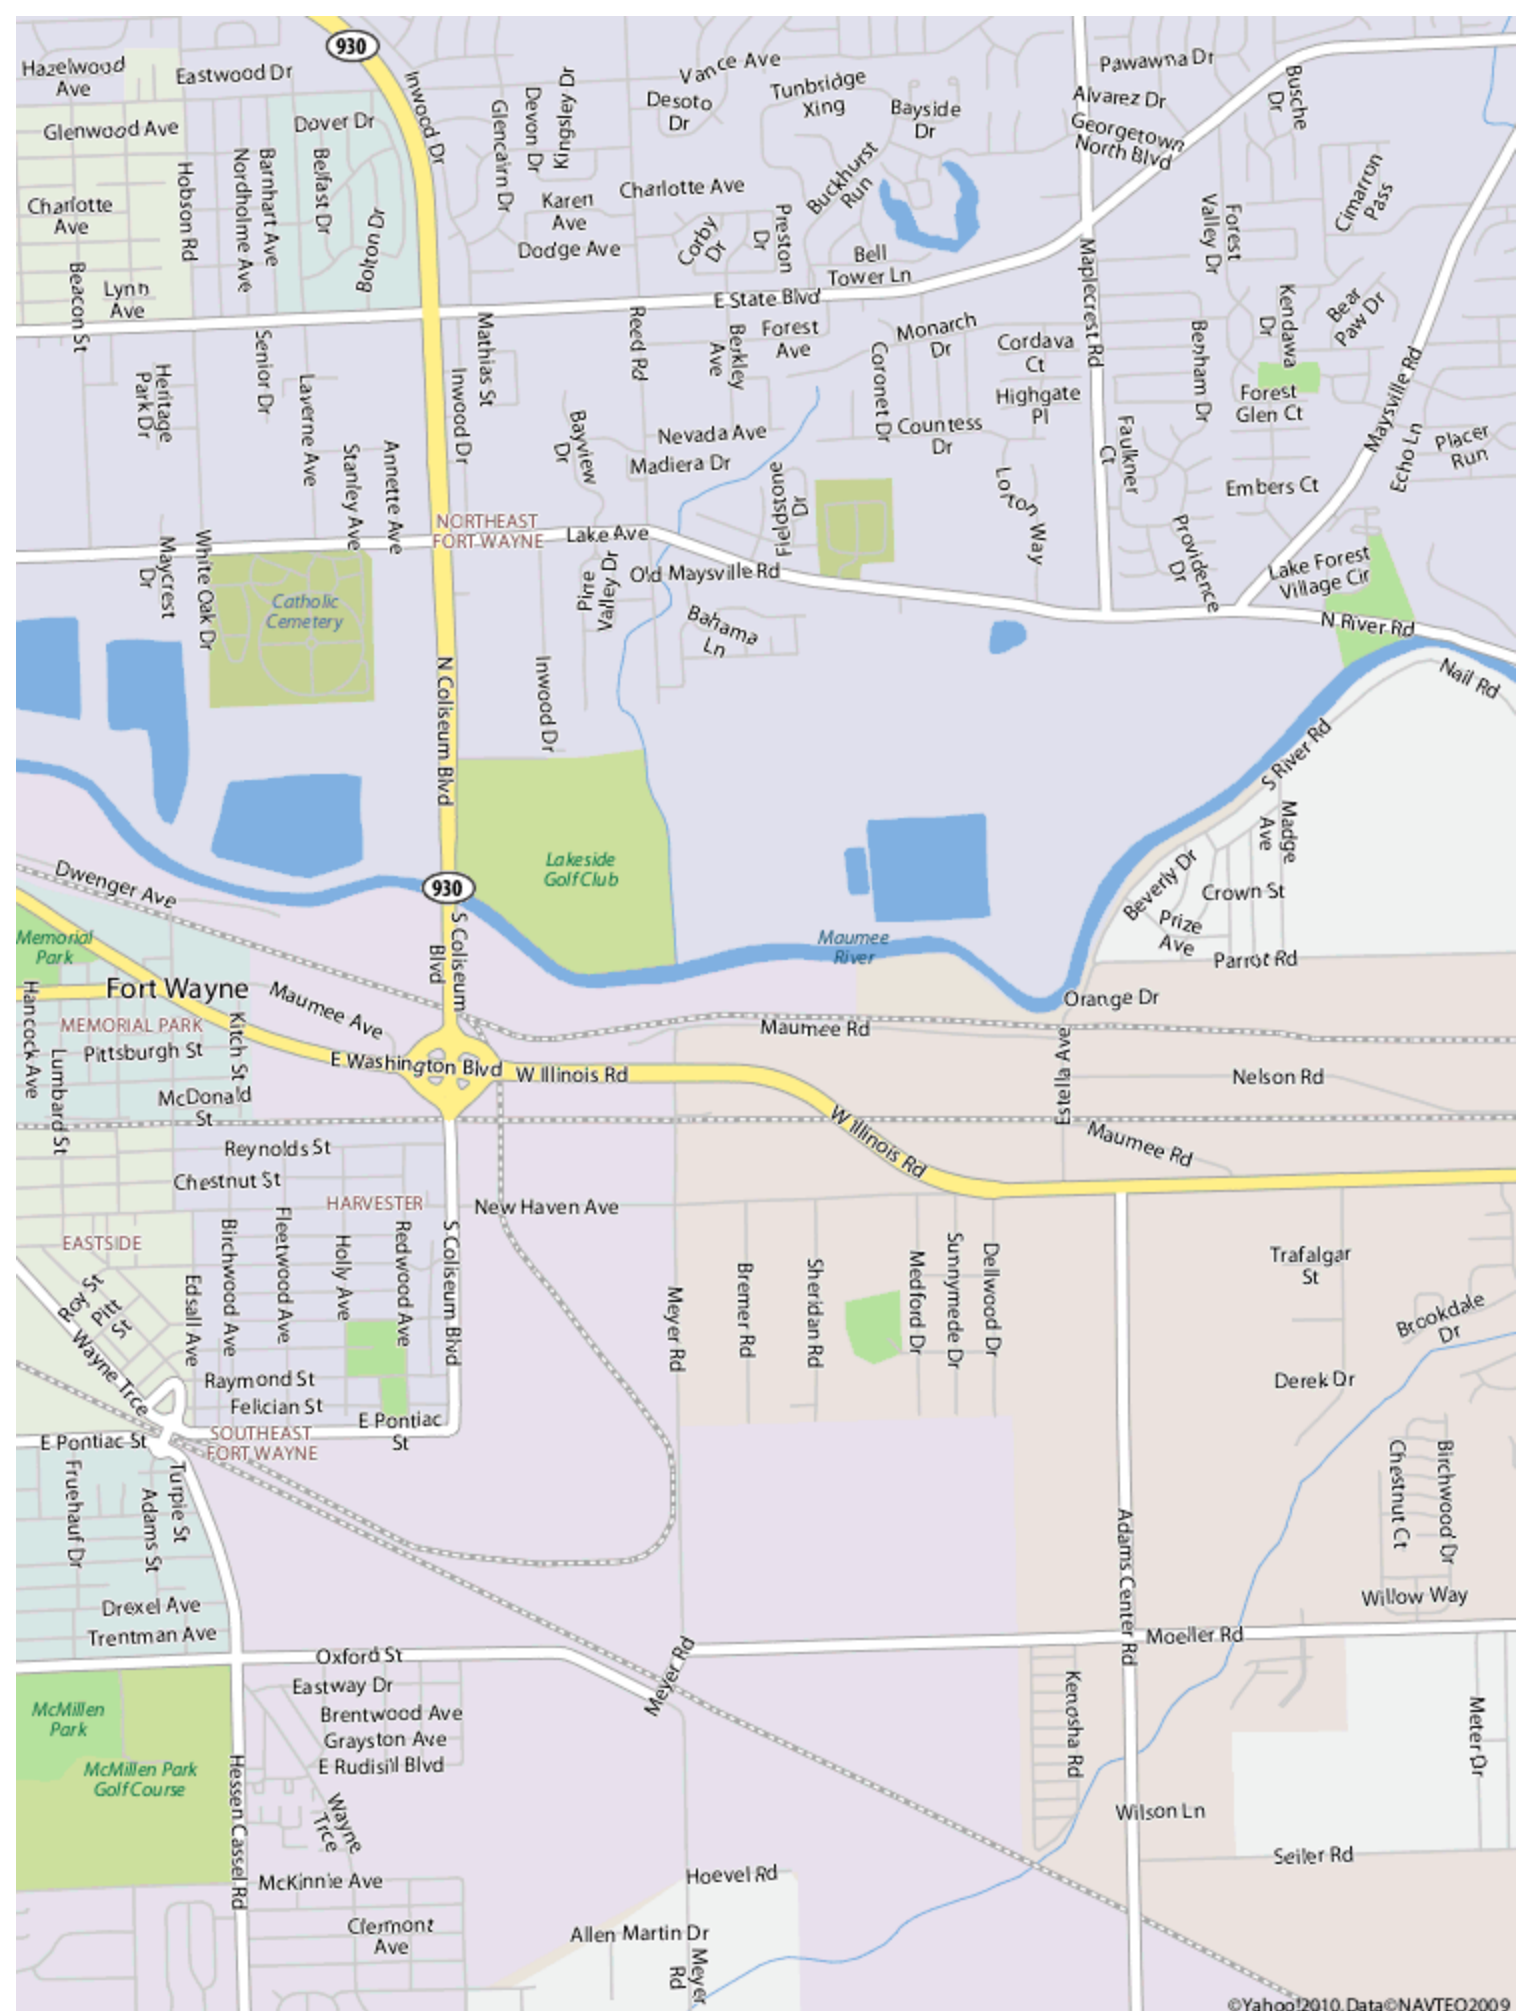 930
Hazelwood
Ave
Eastwood Dr
Inwood Dr
Glencairn Dr
Devon Dr
Kingsley Dr
Vance Ave
Desoto
Dr
Tunbridge
Xing
Bayside
Dr
Pawawna Dr
Alvarez Dr
Georgetown
North Blvd
Busche
Dr
Glenwood Ave
Dover Dr
Hobson Rd
Nordholme Ave
Barnhart Ave
Belfast Dr
Bolton Dr
Charlotte
Ave
Karen
Ave
Charlotte Ave
Buckhurst
Run
Dodge Ave
Corby
Dr
Preston
Dr
Bell
Tower Ln
Forest
Valley Dr
Cimarron
Pass
Beacon St
Lynn
Ave
E State Blvd
Maplecrest Rd
Kendawa
Dr
Bear
Paw Dr
Senior Dr
Mathias St
Reed Rd
Berkley
Ave
Forest
Ave
Monarch
Dr
Cordava
Ct
Benham Dr
Maysville Rd
Heritage
Park Dr
Laverne Ave
Inwood Dr
Coronet Dr
Highgate
Pl
Forest
Glen Ct
Stanley Ave
Annette Ave
Bayview
Dr
Nevada Ave
Madiera Dr
Countess
Dr
Faulkner
Ct
Echo Ln
Placer
Run
Fieldstone
Dr
Lofton Way
Embers Ct
NORTHEAST
FORT WAYNE
Lake Ave
Maycrest
Dr
White Oak Dr
Pine
Valley Dr
Old Maysville Rd
Providence
Dr
Lake Forest
Village Cir
Catholic
Cemetery
Bahama
Ln
N River Rd
N Coliseum Blvd
Inwood Dr
Nail Rd
S River Rd
Madge
Ave
Lakeside
Golf Club
930
Dwenger Ave
Beverly Dr
Crown St
Prize
Ave
Memorial
Park
S Coliseum
Blvd
Maumee
River
Parrot Rd
Fort Wayne
Maumee Ave
Orange Dr
Hancock Ave
MEMORIAL PARK
Kitch St
Maumee Rd
Pittsburgh St
Lumbard St
E Washington Blvd
W Illinois Rd
Estella Ave
Nelson Rd
McDonald
St
W Illinois Rd
Maumee Rd
Reynolds St
Chestnut St
HARVESTER
New Haven Ave
EASTSIDE
Birchwood Ave
Fleetwood Ave
Holly Ave
Redwood Ave
S Coliseum Blvd
Roy St
Pitt
St
Edsall Ave
Meyer Rd
Bremer Rd
Sheridan Rd
Medford Dr
Sunnymede Dr
Dellwood Dr
Trafalgar
St
Brookdale
Dr
Wayne Trce
Raymond St
Felician St
Derek Dr
E Pontiac St
SOUTHEAST
FORT WAYNE
E Pontiac
St
Fruehauf Dr
Adams St
Turpie St
Chestnut Ct
Birchwood Dr
Adams Center Rd
Drexel Ave
Trentman Ave
Willow Way
Oxford St
Moeller Rd
Meyer Rd
McMillen
Park
Eastway Dr
Brentwood Ave
Grayston Ave
E Rudisill Blvd
Kenosha Rd
Meter Dr
McMillen Park
Golf Course
Hessen Cassel Rd
Wayne
Trce
Wilson Ln
Seiler Rd
McKinnie Ave
Hoevel Rd
Clermont
Ave
Allen Martin Dr
Meyer
Rd
©Yahoo!2010, Data©NAVTEQ2009